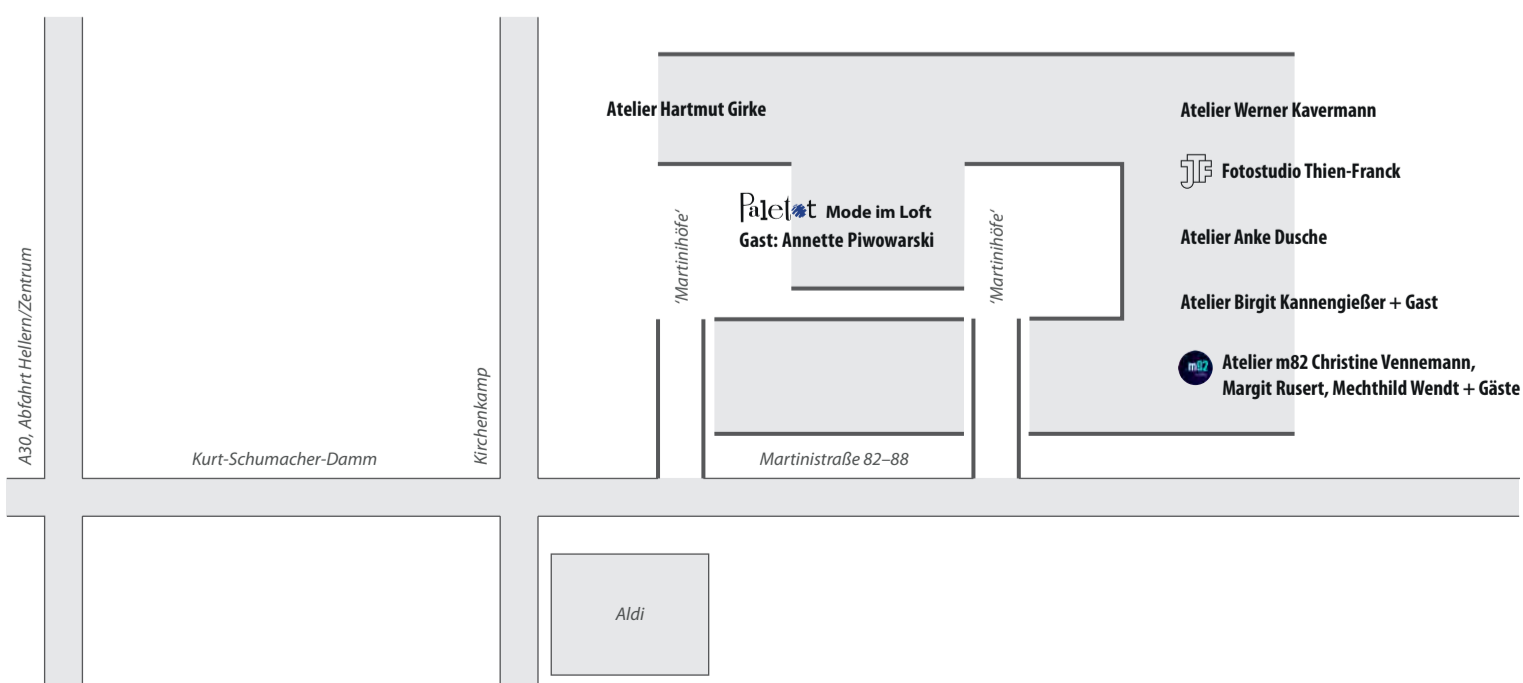 Atelier Hartmut Girke
Atelier Werner Kavermann
JTF Fotostudio Thien-Franck
Paletot Mode im Loft
Gast: Annette Piwowarski
'Martinihöfe'
'Martinihöfe'
Atelier Anke Dusche
Atelier Birgit Kannengießer + Gast
m82 Atelier m82 Christine Vennemann,
Margit Rusert, Mechthild Wendt + Gäste
A30, Abfahrt Hellern/Zentrum
Kurt-Schumacher-Damm
Kirchenkamp
Martinistraße 82–88
Aldi